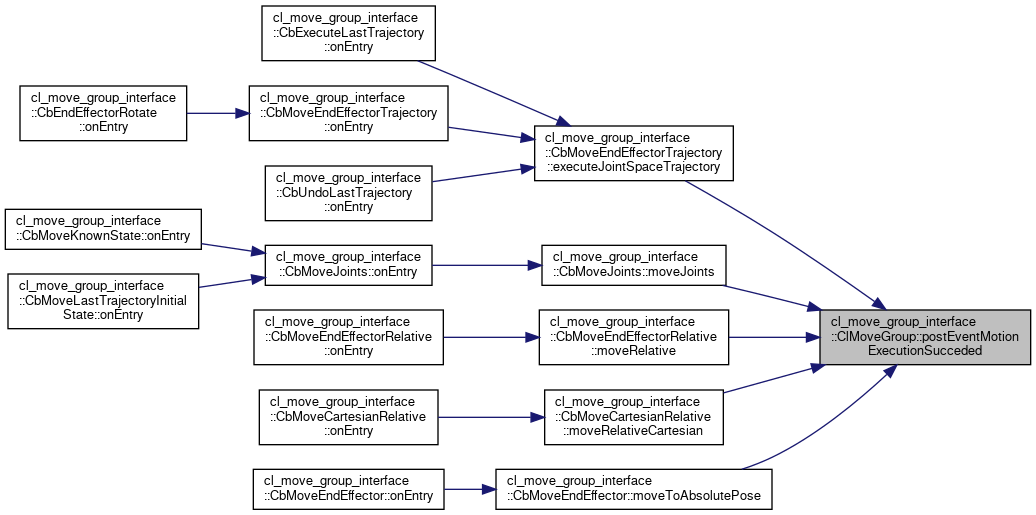 cl_move_group_interface
::CbExecuteLastTrajectory
::onEntry
cl_move_group_interface
::CbEndEffectorRotate
::onEntry
cl_move_group_interface
::CbMoveEndEffectorTrajectory
::onEntry
cl_move_group_interface
::CbMoveEndEffectorTrajectory
::executeJointSpaceTrajectory
cl_move_group_interface
::CbUndoLastTrajectory
::onEntry
cl_move_group_interface
::CbMoveKnownState::onEntry
cl_move_group_interface
::CbMoveJoints::onEntry
cl_move_group_interface
::CbMoveJoints::moveJoints
cl_move_group_interface
::CbMoveLastTrajectoryInitial
State::onEntry
cl_move_group_interface
::CbMoveEndEffectorRelative
::onEntry
cl_move_group_interface
::CbMoveEndEffectorRelative
::moveRelative
cl_move_group_interface
::ClMoveGroup::postEventMotion
ExecutionSucceded
cl_move_group_interface
::CbMoveCartesianRelative
::onEntry
cl_move_group_interface
::CbMoveCartesianRelative
::moveRelativeCartesian
cl_move_group_interface
::CbMoveEndEffector::onEntry
cl_move_group_interface
::CbMoveEndEffector::moveToAbsolutePose